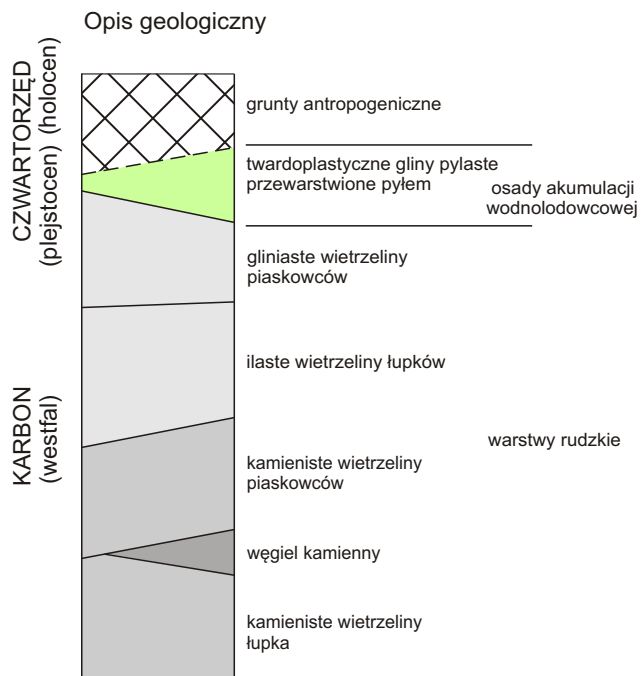 Opis geologiczny
CZWARTORZĘD
(plejstocen) (holocen)
grunty antropogeniczne
twardoplastyczne gliny pylaste
przewarstwione pyłem
osady akumulacji
wodnolodowcowej
KARBON
(westfal)
gliniaste wietrzeliny
piaskowców
ilaste wietrzeliny łupków
warstwy rudzkie
kamieniste wietrzeliny
piaskowców
węgiel kamienny
kamieniste wietrzeliny
łupka